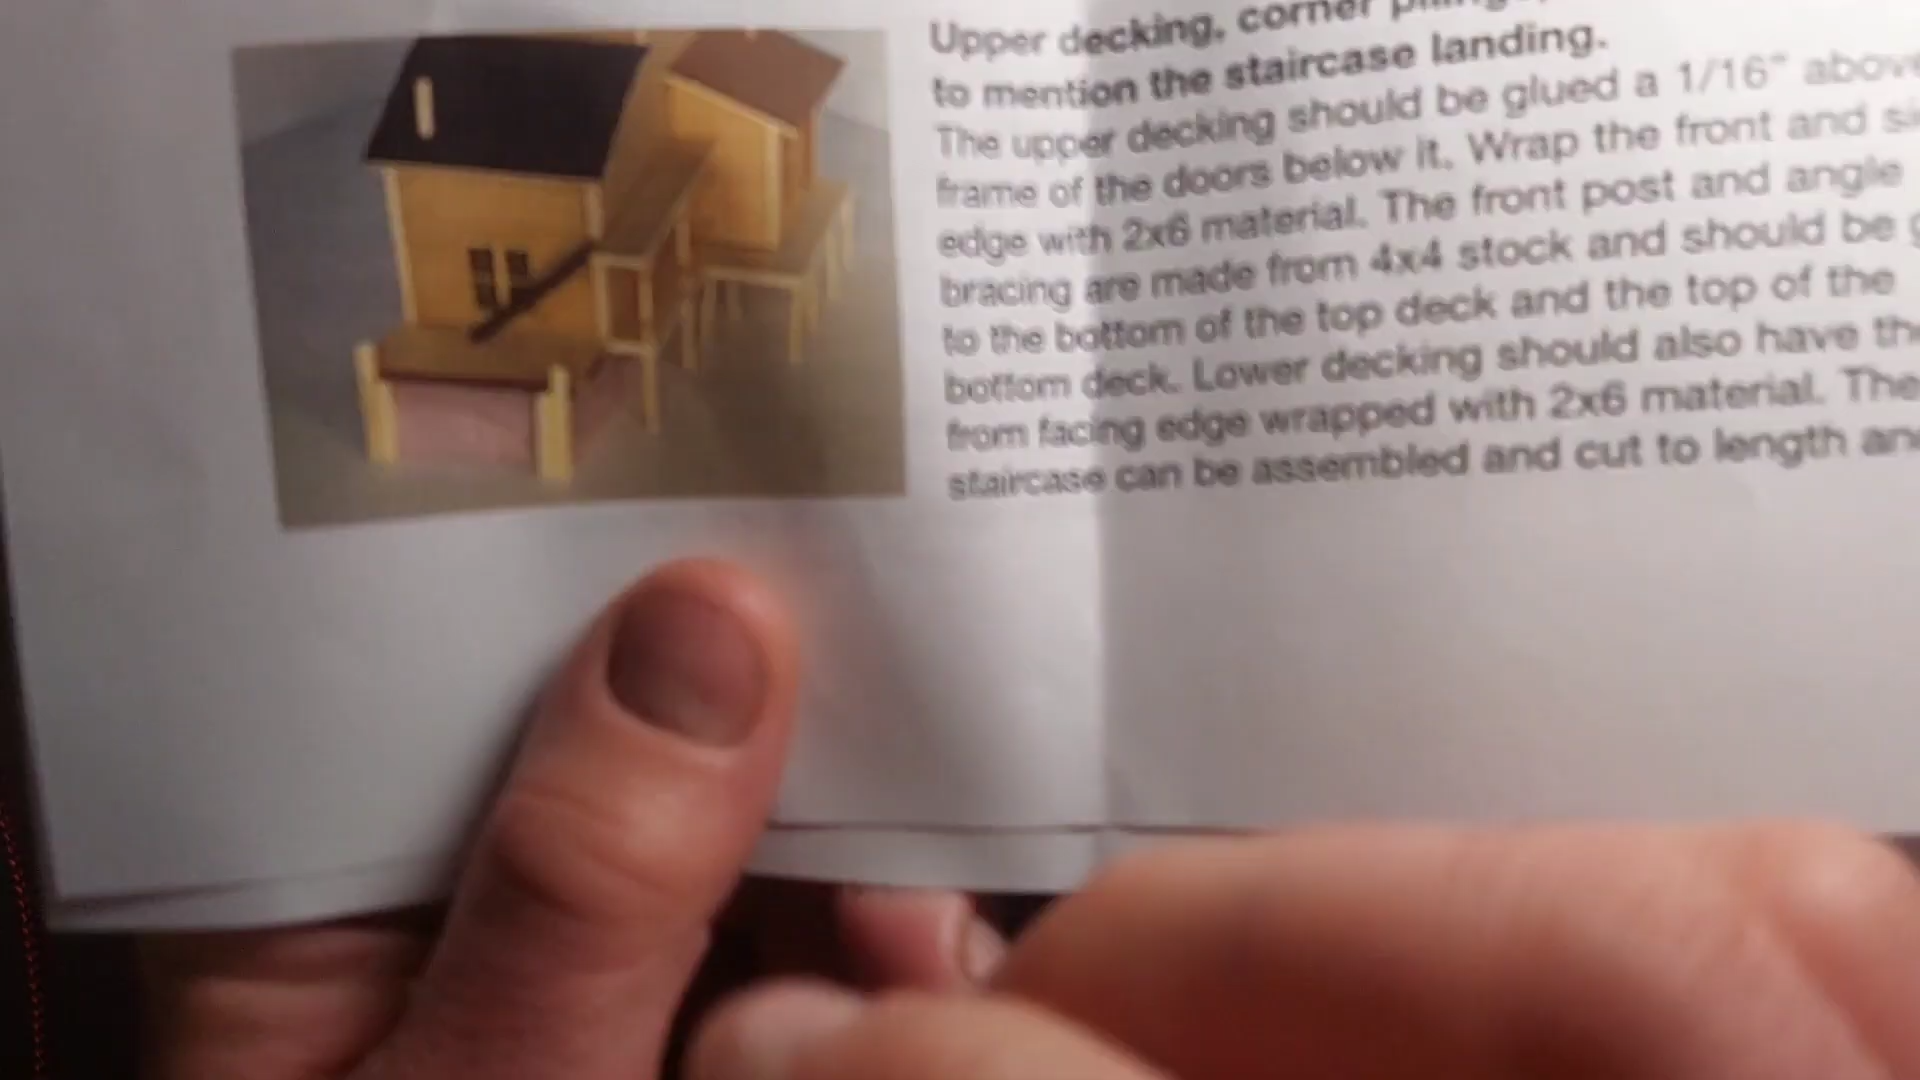 Upper decking, corner
to mention the staircase landing.
The upper decking should be glued a 1/16" above
frame of the doors below it. Wrap the front and
edge with 2x6 material. The front post and angle
bracing are made from 4x4 stock and should be
to the bottom of the top deck and the top of the
bottom deck. Lower decking should also have the
from facing edge wrapped with 2x6 material. The
staircase can be assembled and cut to length and